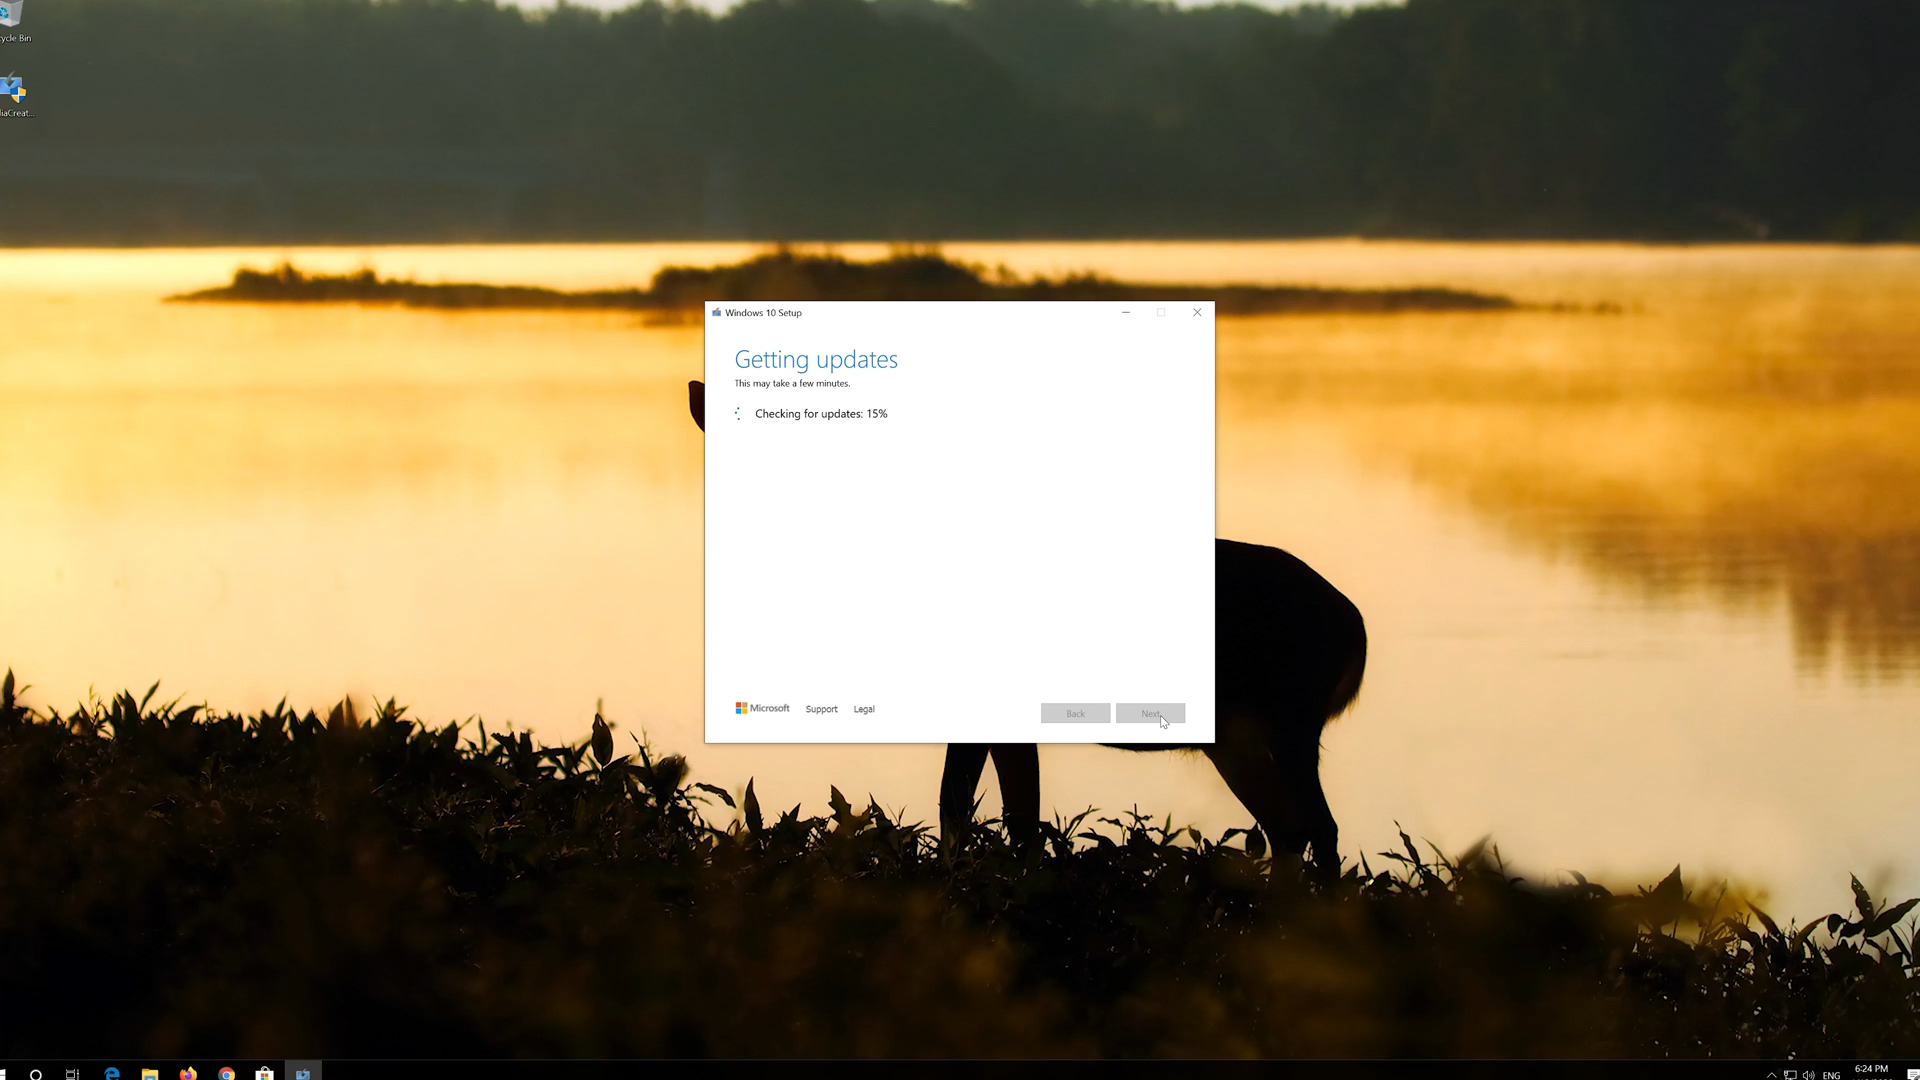 ycle Bin
iaCreat...
Windows 10 Setup
Getting updates
This may take a few minutes.
Checking for updates: 15%
Microsoft Support Legal
Back Next
ENG
6:24 PM